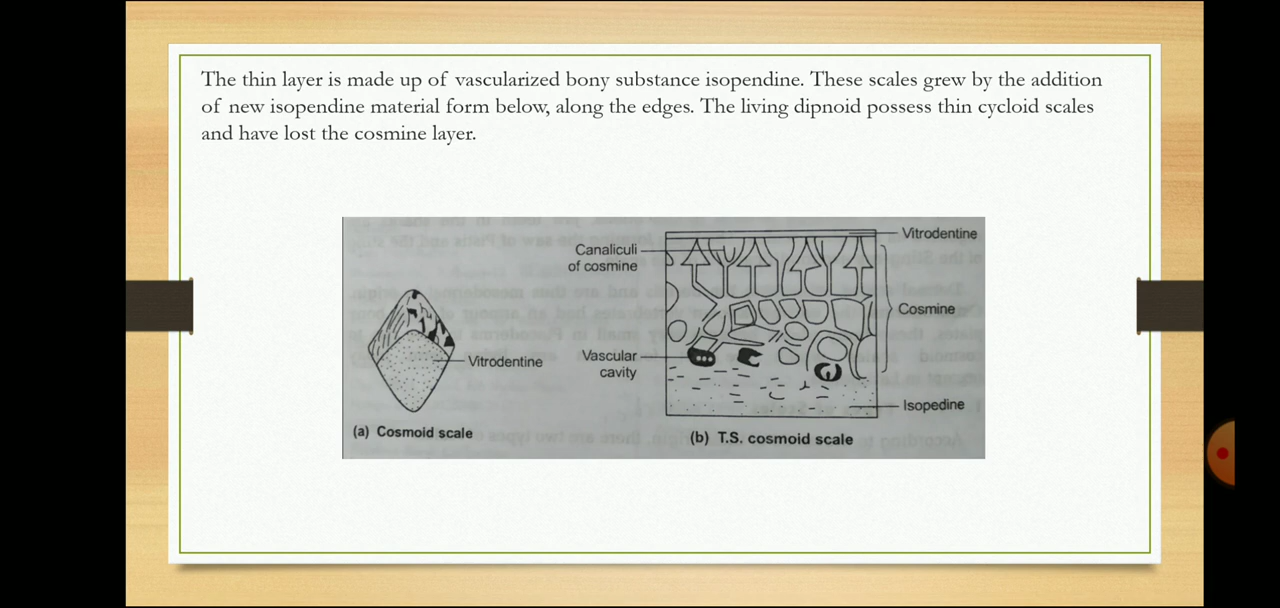 The thin layer is made up of vascularized bony substance isopendine. These scales grew by the addition
of new isopendine material form below, along the edges. The living dipnoid possess thin cycloid scales
and have lost the cosmine layer.
Vitrodentine
Canaliculi
of cosmine
Cosmine
Vitrodentine
Vascular
cavity
Isopedine
(a) Cosmoid scale
(b) T.S. cosmoid scale